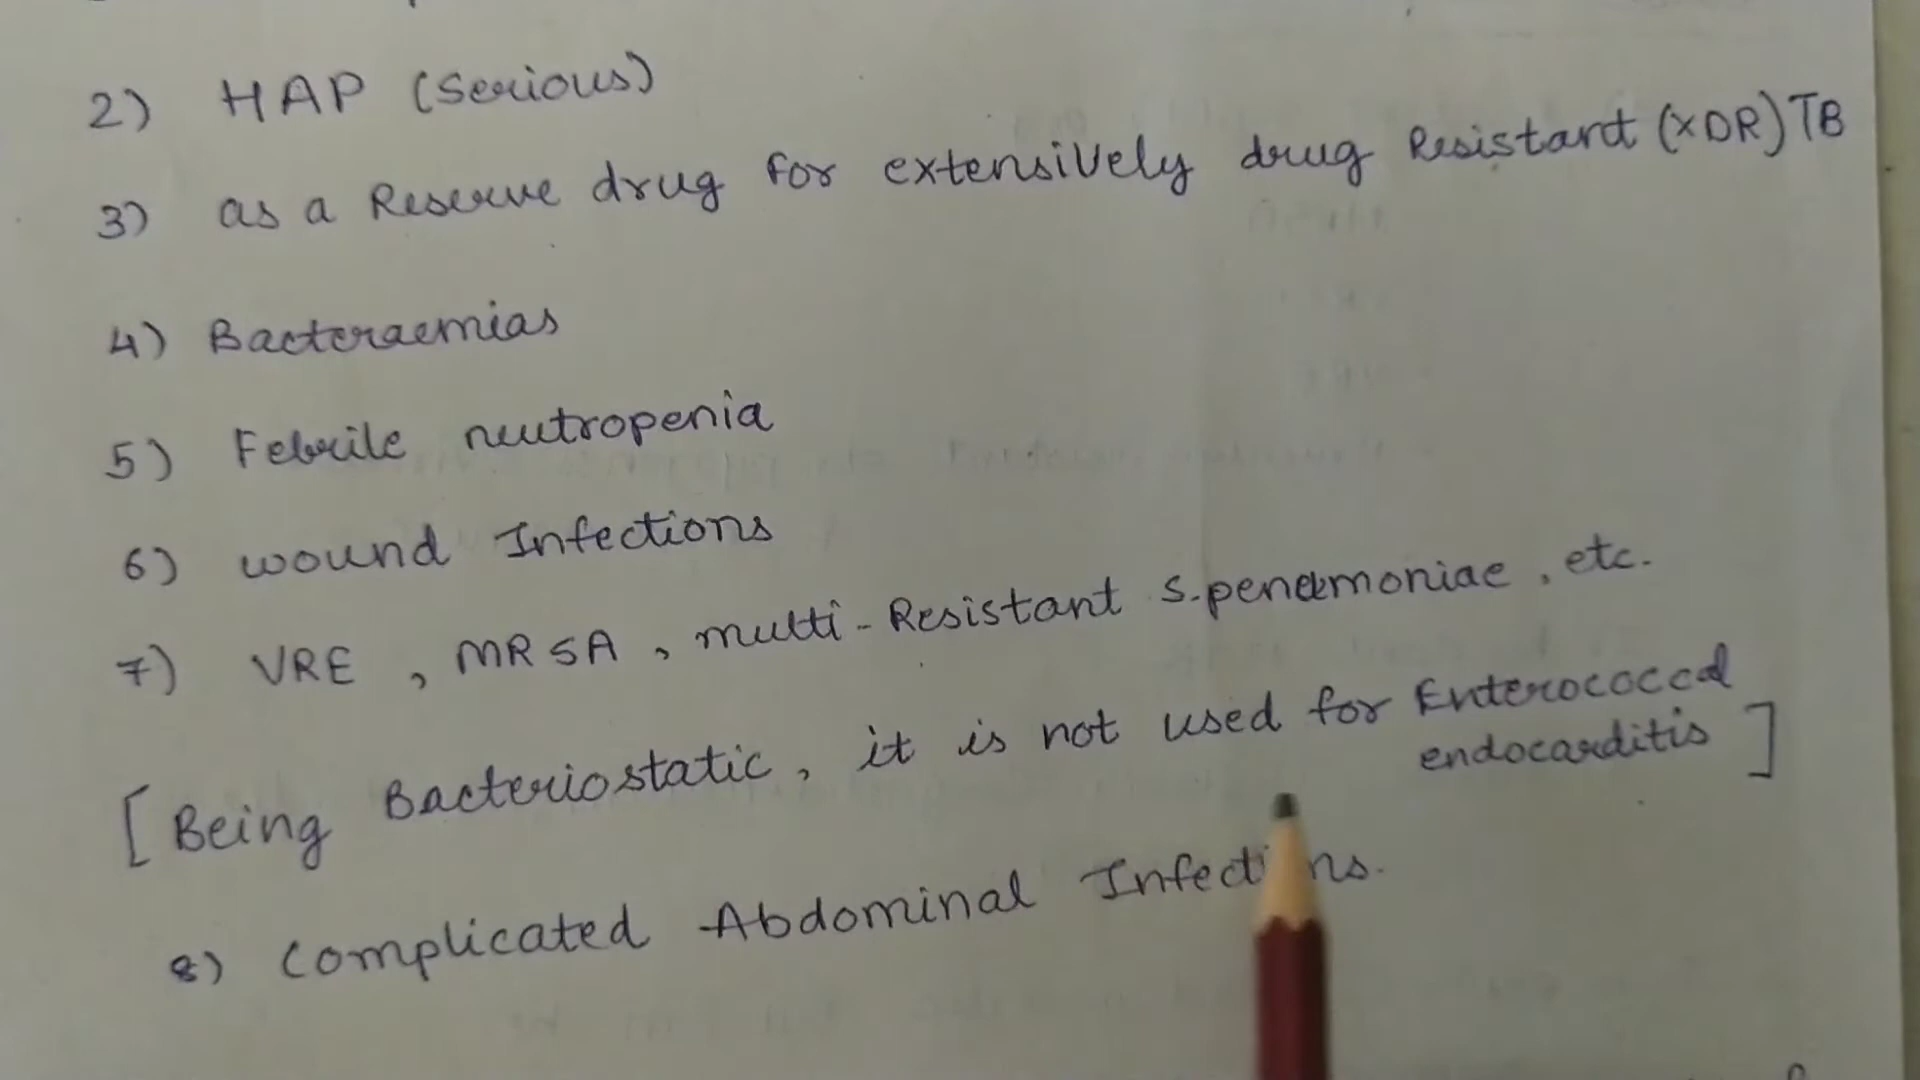 2) HAP (Serious)
3) as a Reserve drug for extensively drug Resistant (XDR) TB
4) Bacteraemias
5) Febrile neutropenia
6) wound Infections
7) VRE, MRSA, multi-Resistant S.peneumoniae, etc.
[Being Bacteriostatic, it is not used for Enterococcal
endocarditis]
8) Complicated Abdominal Infections.